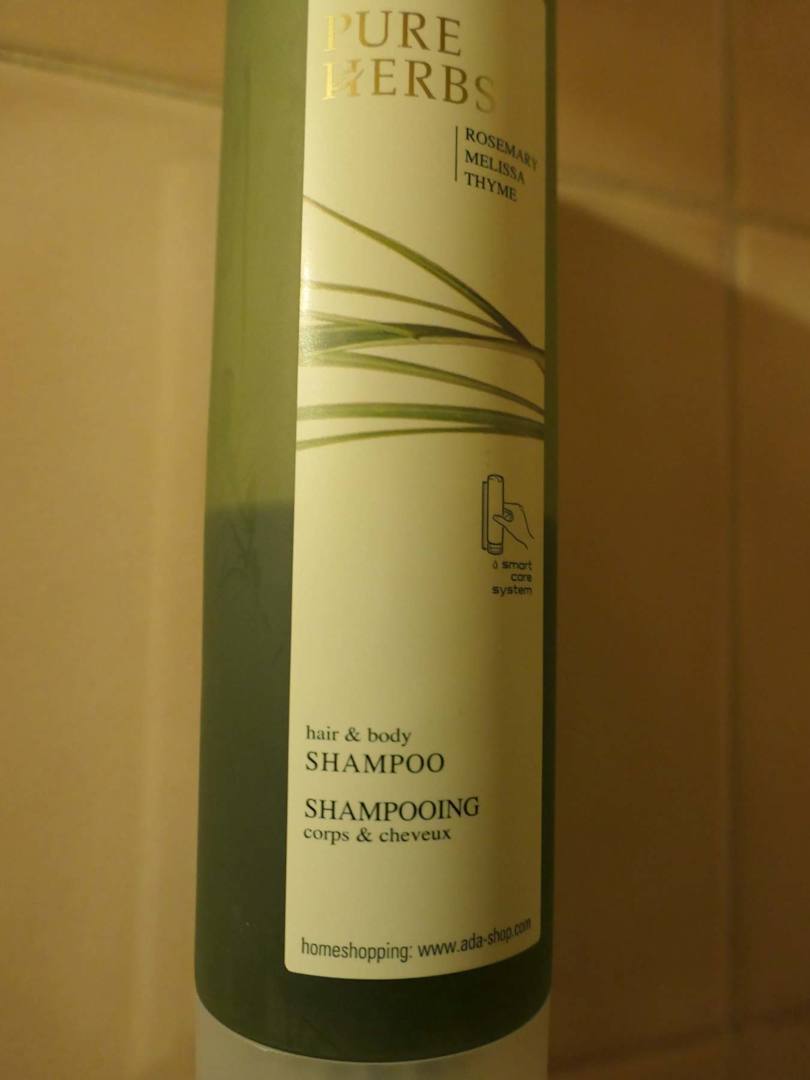 PURE
HERBS
ROSEMARY
MELISSA
THYME
smart
care
system
hair & body
SHAMPOO
SHAMPOOING
corps & cheveux
homeshopping: www.ada-shop.com